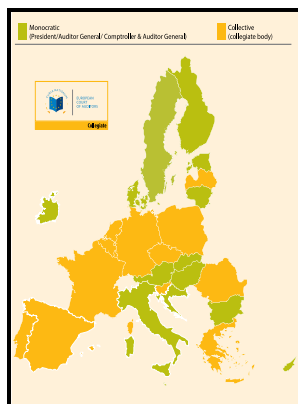 Monocratic
(President/Auditor General/ Comptroller & Auditor General)
Collective
(collegiate body)
EUROPEAN
COURT
OF AUDITORS
Collegiate